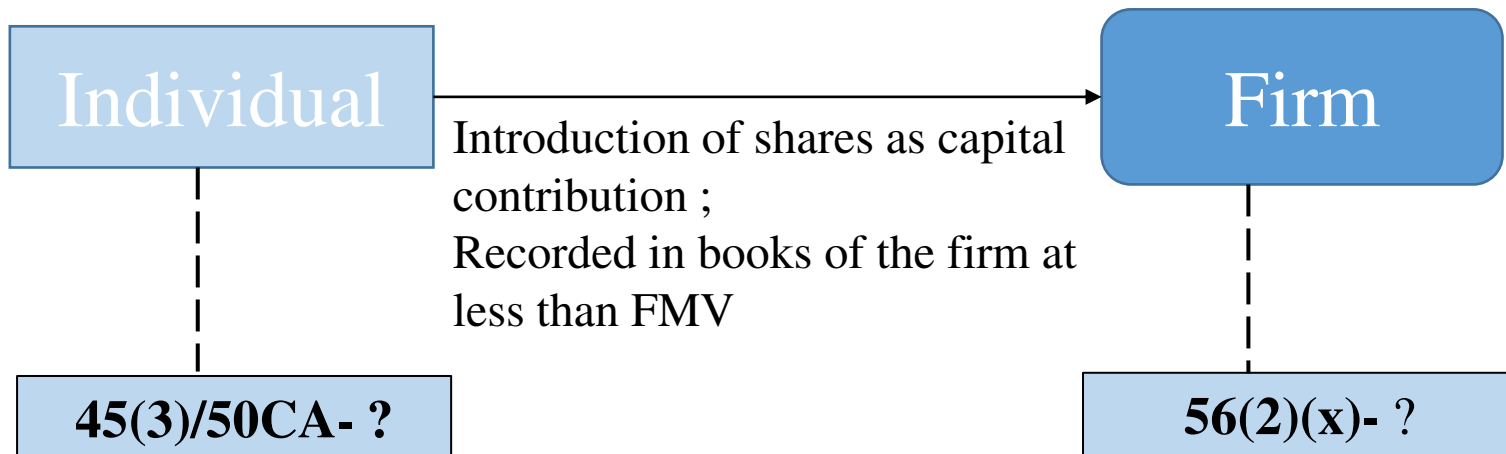 Individual
Firm
Introduction of shares as capital
contribution ;
Recorded in books of the firm at
less than FMV
45(3)/50CA- ?
56(2)(x)- ?